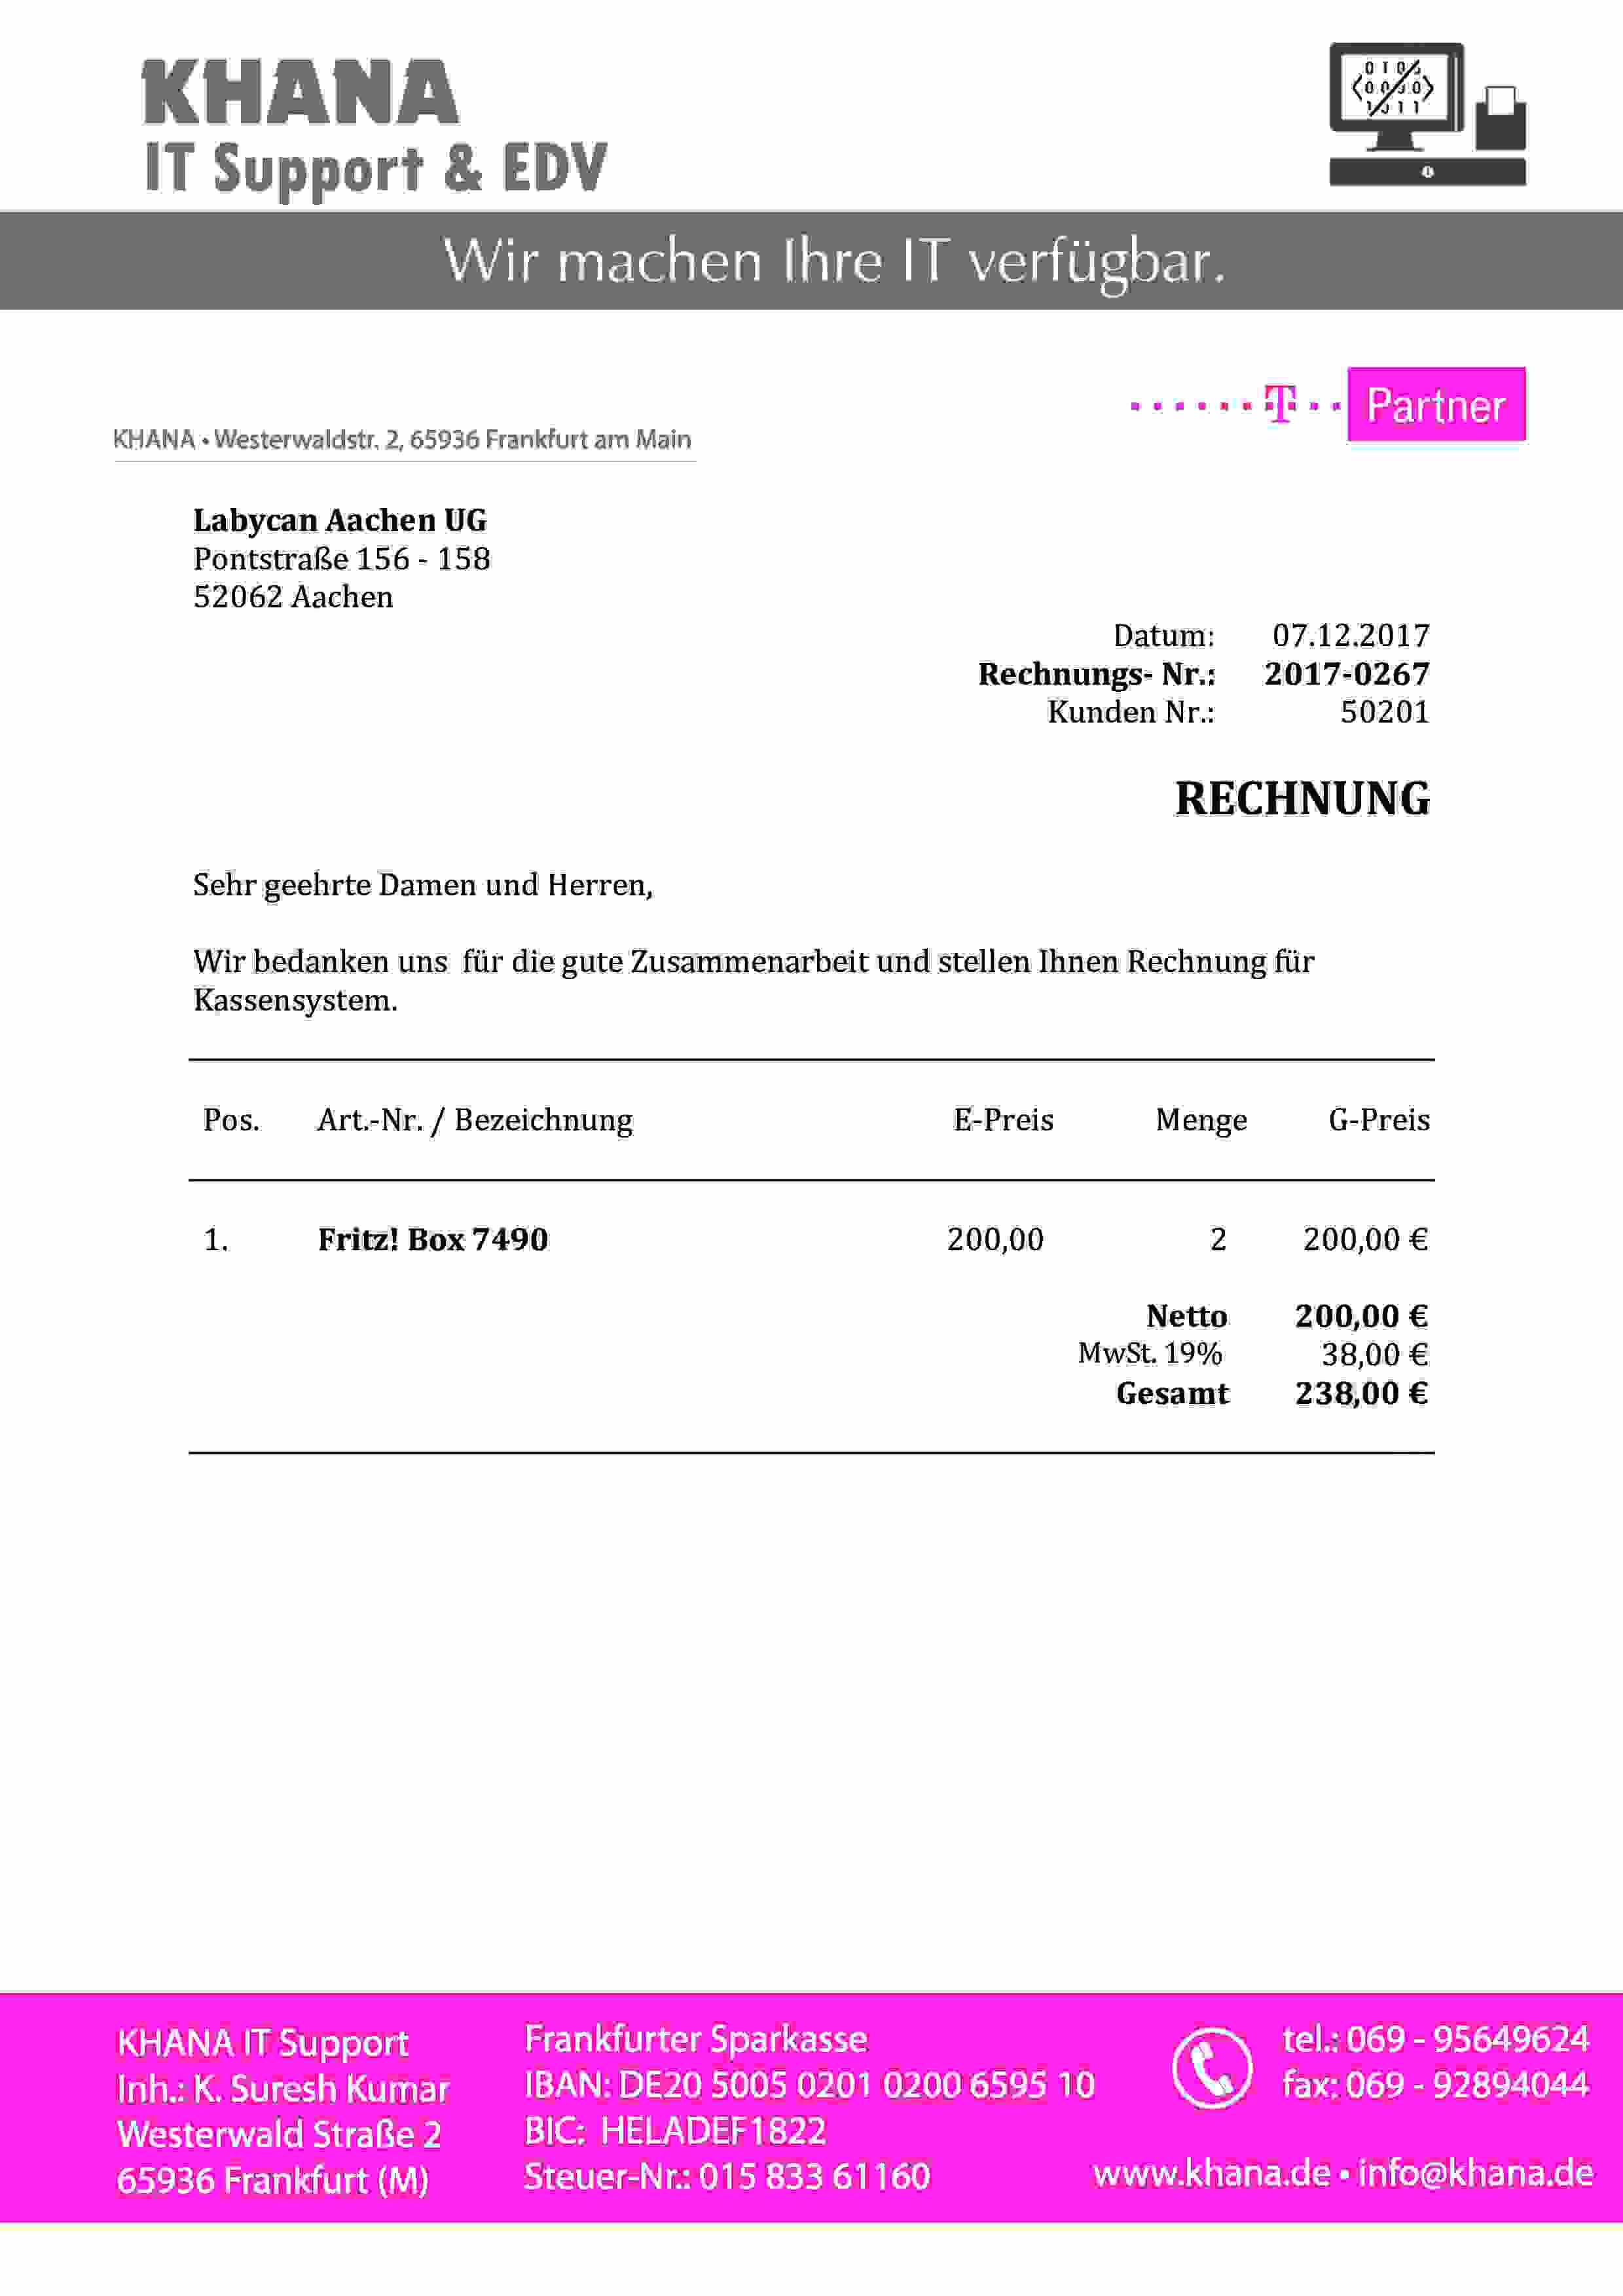 KHANA
IT Support & EDV
Wir machen Ihre IT verfügbar.
T Partner
KHANA • Westerwaldstr. 2, 65936 Frankfurt am Main
Labycan Aachen UG
Pontstraße 156 - 158
52062 Aachen
Datum: 07.12.2017
Rechnungs- Nr.: 2017-0267
Kunden Nr.: 50201
RECHNUNG
Sehr geehrte Damen und Herren,
Wir bedanken uns für die gute Zusammenarbeit und stellen Ihnen Rechnung für
Kassensystem.
Pos. Art.-Nr. / Bezeichnung E-Preis Menge G-Preis
1. Fritz! Box 7490 200,00 2 200,00 €
Netto 200,00 €
MwSt. 19% 38,00 €
Gesamt 238,00 €
KHANA IT Support
Inh.: K. Suresh Kumar
Westerwald Straße 2
65936 Frankfurt (M)
Frankfurter Sparkasse
IBAN: DE20 5005 0201 0200 6595 10
BIC: HELADEF1822
Steuer-Nr.: 015 833 61160
tel.: 069 - 95649624
fax: 069 - 92894044
www.khana.de • info@khana.de